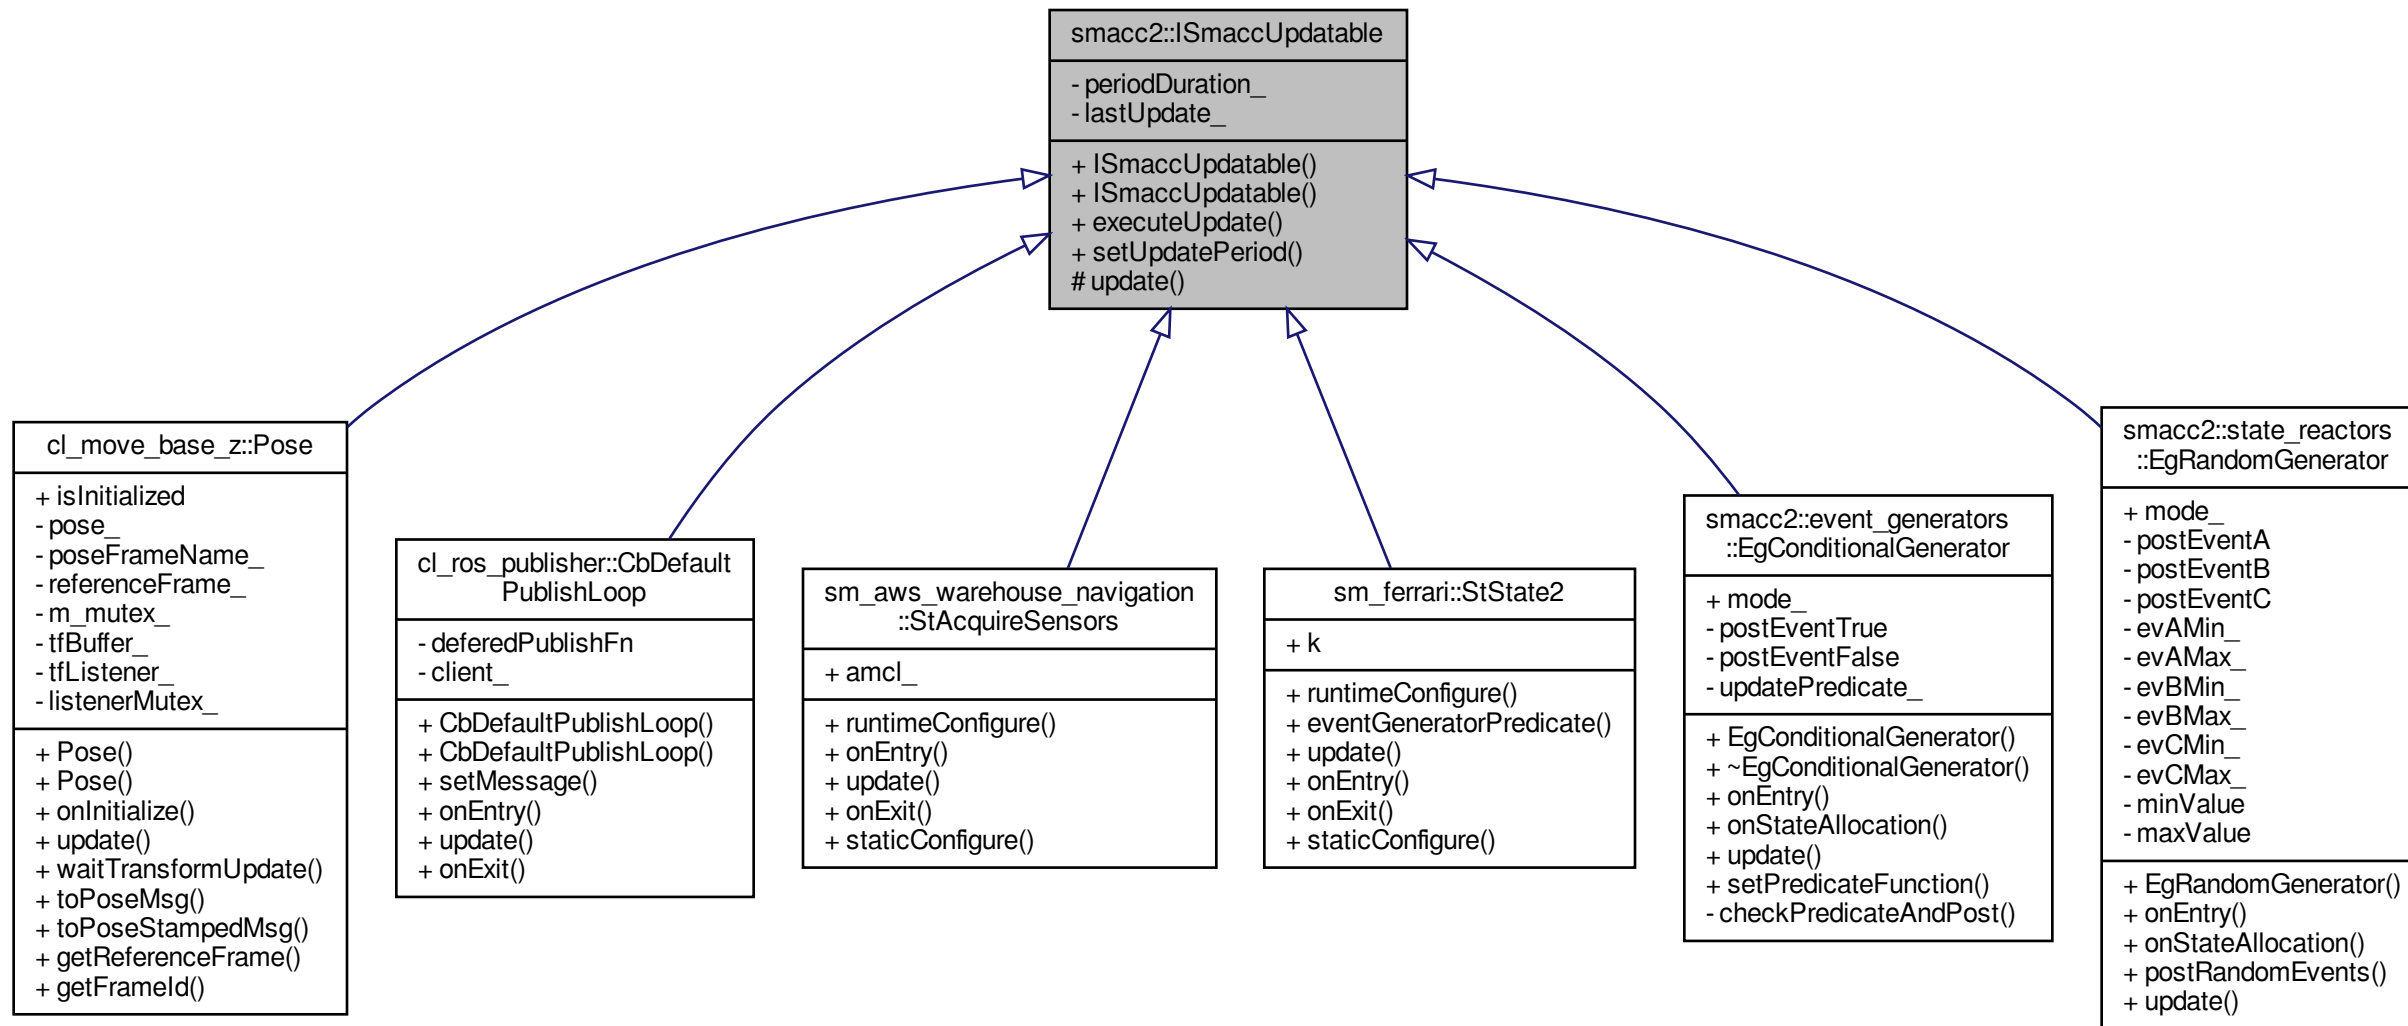 smacc2::ISmaccUpdatable
- periodDuration_
- lastUpdate_
+ ISmaccUpdatable()
+ ISmaccUpdatable()
+ executeUpdate()
+ setUpdatePeriod()
# update()
cl_move_base_z::Pose
+ isInitialized
- pose_
- poseFrameName_
- referenceFrame_
- m_mutex_
- tfBuffer_
- tfListener_
- listenerMutex_
+ Pose()
+ Pose()
+ onInitialize()
+ update()
+ waitTransformUpdate()
+ toPoseMsg()
+ toPoseStampedMsg()
+ getReferenceFrame()
+ getFrameId()
cl_ros_publisher::CbDefault
PublishLoop
- deferedPublishFn
- client_
+ CbDefaultPublishLoop()
+ CbDefaultPublishLoop()
+ setMessage()
+ onEntry()
+ update()
+ onExit()
sm_aws_warehouse_navigation
::StAcquireSensors
+ amcl_
+ runtimeConfigure()
+ onEntry()
+ update()
+ onExit()
+ staticConfigure()
sm_ferrari::StState2
+ k
+ runtimeConfigure()
+ eventGeneratorPredicate()
+ update()
+ onEntry()
+ onExit()
+ staticConfigure()
smacc2::event_generators
::EgConditionalGenerator
+ mode_
- postEventTrue
- postEventFalse
- updatePredicate_
+ EgConditionalGenerator()
+ ~EgConditionalGenerator()
+ onEntry()
+ onStateAllocation()
+ update()
+ setPredicateFunction()
- checkPredicateAndPost()
smacc2::state_reactors
::EgRandomGenerator
+ mode_
- postEventA
- postEventB
- postEventC
- evAMin_
- evAMax_
- evBMin_
- evBMax_
- evCMin_
- evCMax_
- minValue
- maxValue
+ EgRandomGenerator()
+ onEntry()
+ onStateAllocation()
+ postRandomEvents()
+ update()